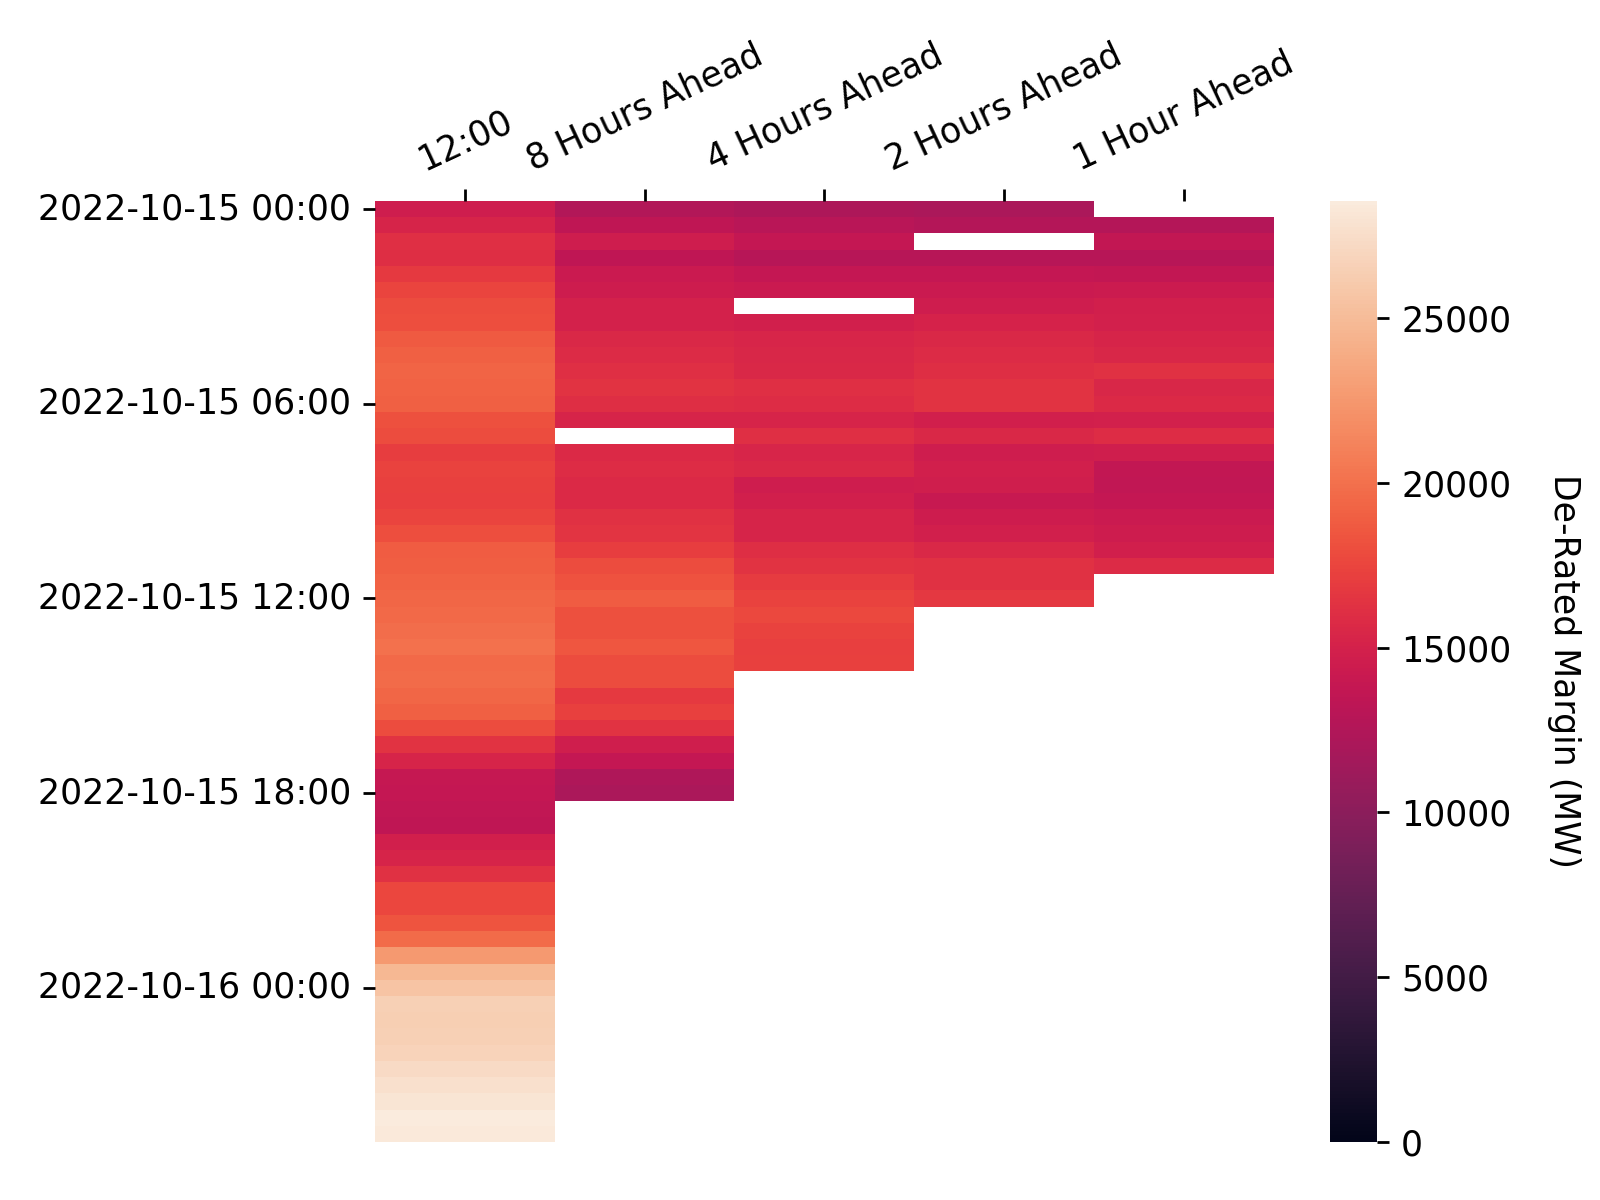 12:00
8 Hours Ahead
4 Hours Ahead
2 Hours Ahead
1 Hour Ahead
2022-10-15 00:00
2022-10-15 06:00
2022-10-15 12:00
2022-10-15 18:00
2022-10-16 00:00
25000
20000
15000
10000
5000
0
De-Rated Margin (MW)